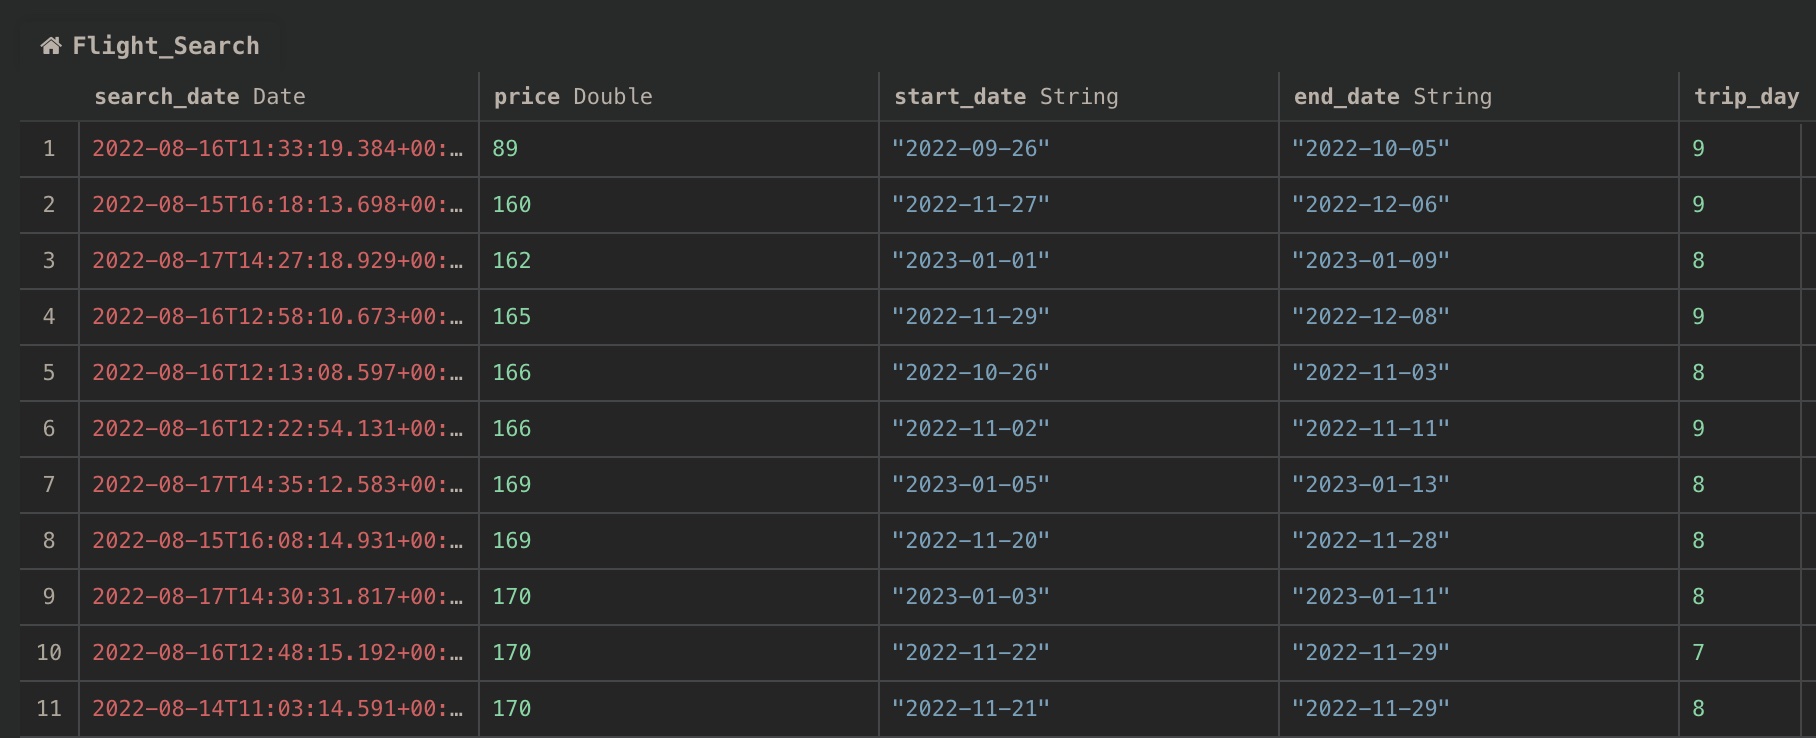 Flight_Search
search_date Date price Double start_date String end_date String trip_day
1 2022-08-16T11:33:19.384+00:… 89 "2022-09-26" "2022-10-05" 9
2 2022-08-15T16:18:13.698+00:… 160 "2022-11-27" "2022-12-06" 9
3 2022-08-17T14:27:18.929+00:… 162 "2023-01-01" "2023-01-09" 8
4 2022-08-16T12:58:10.673+00:… 165 "2022-11-29" "2022-12-08" 9
5 2022-08-16T12:13:08.597+00:… 166 "2022-10-26" "2022-11-03" 8
6 2022-08-16T12:22:54.131+00:… 166 "2022-11-02" "2022-11-11" 9
7 2022-08-17T14:35:12.583+00:… 169 "2023-01-05" "2023-01-13" 8
8 2022-08-15T16:08:14.931+00:… 169 "2022-11-20" "2022-11-28" 8
9 2022-08-17T14:30:31.817+00:… 170 "2023-01-03" "2023-01-11" 8
10 2022-08-16T12:48:15.192+00:… 170 "2022-11-22" "2022-11-29" 7
11 2022-08-14T11:03:14.591+00:… 170 "2022-11-21" "2022-11-29" 8